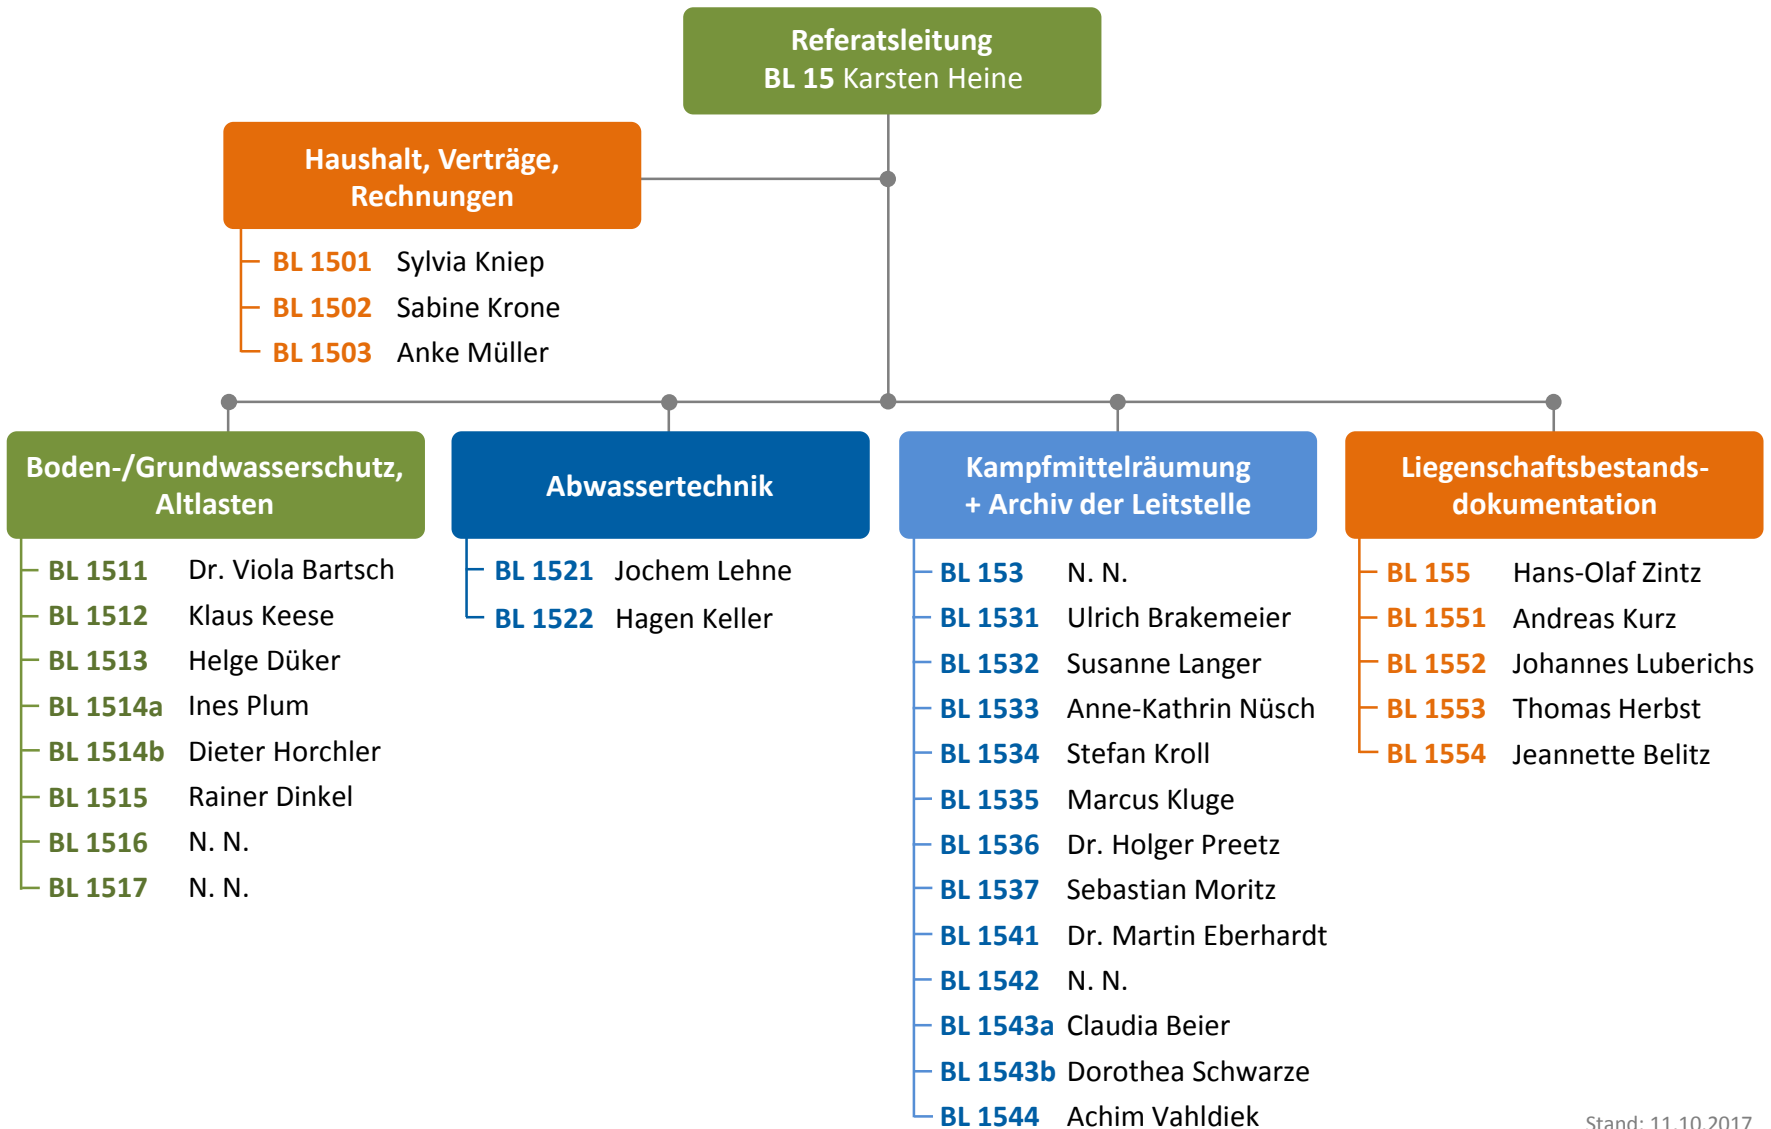 Referatsleitung
BL 15 Karsten Heine
Haushalt, Verträge,
Rechnungen
BL 1501 Sylvia Kniep
BL 1502 Sabine Krone
BL 1503 Anke Müller
Boden-/Grundwasserschutz,
Altlasten
BL 1511 Dr. Viola Bartsch
BL 1512 Klaus Keese
BL 1513 Helge Düker
BL 1514a Ines Plum
BL 1514b Dieter Horchler
BL 1515 Rainer Dinkel
BL 1516 N. N.
BL 1517 N. N.
Abwassertechnik
BL 1521 Jochem Lehne
BL 1522 Hagen Keller
Kampfmittelräumung
+ Archiv der Leitstelle
BL 153 N. N.
BL 1531 Ulrich Brakemeier
BL 1532 Susanne Langer
BL 1533 Anne-Kathrin Nüsch
BL 1534 Stefan Kroll
BL 1535 Marcus Kluge
BL 1536 Dr. Holger Preetz
BL 1537 Sebastian Moritz
BL 1541 Dr. Martin Eberhardt
BL 1542 N. N.
BL 1543a Claudia Beier
BL 1543b Dorothea Schwarze
BL 1544 Achim Vahldiek
Liegenschaftsbestands-
dokumentation
BL 155 Hans-Olaf Zintz
BL 1551 Andreas Kurz
BL 1552 Johannes Luberichs
BL 1553 Thomas Herbst
BL 1554 Jeannette Belitz
Stand: 11.10.2017